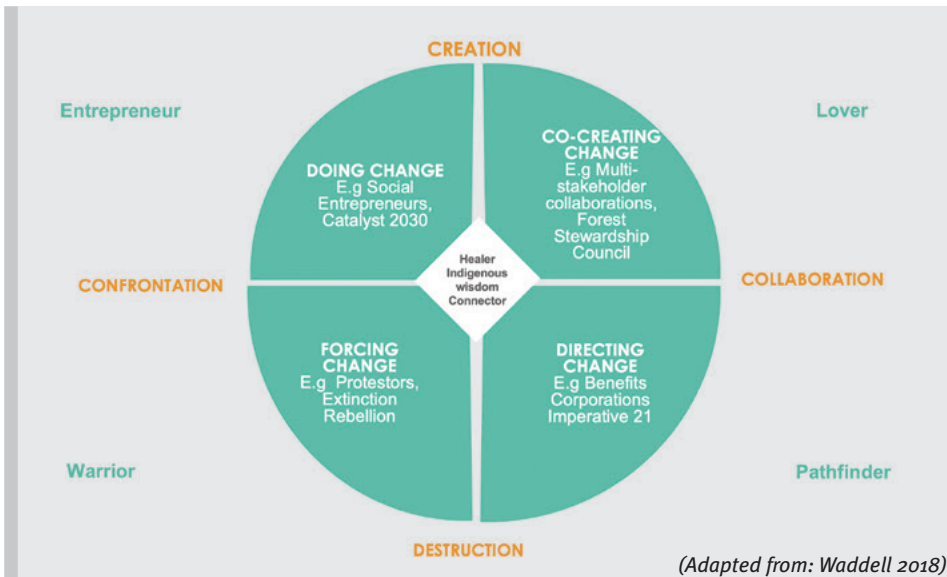 CREATION
Entrepreneur
Lover
DOING CHANGE
E.g Social
Entrepreneurs,
Catalyst 2030
CO-CREATING
CHANGE
E.g Multi-
stakeholder
collaborations,
Forest
Stewardship
Council
CONFRONTATION
Healer
Indigenous
wisdom
Connector
COLLABORATION
FORCING
CHANGE
E.g Protestors,
Extinction
Rebellion
DIRECTING
CHANGE
E.g Benefits
Corporations
Imperative 21
Warrior
Pathfinder
DESTRUCTION
(Adapted from: Waddell 2018)